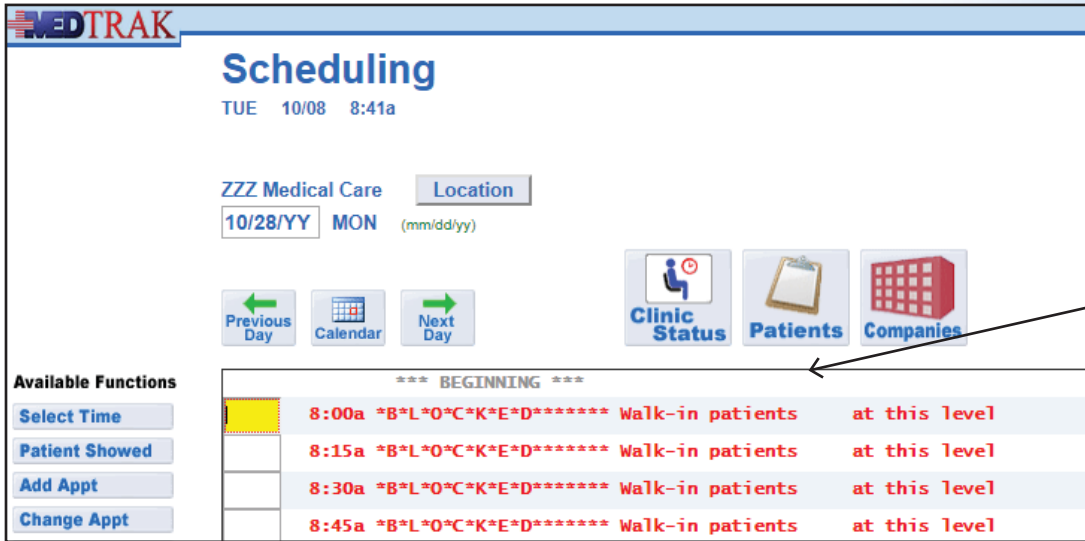 MEDTRAK
Scheduling
TUE 10/08 8:41a
ZZZ Medical Care Location
10/28/YY MON (mm/dd/yy)
Previous Day
Calendar
Next Day
Clinic Status
Patients
Companies
Available Functions
*** BEGINNING ***
Select Time
8:00a *B*L*O*C*K*E*D******* Walk-in patients at this level
Patient Showed
8:15a *B*L*O*C*K*E*D******* Walk-in patients at this level
Add Appt
8:30a *B*L*O*C*K*E*D******* Walk-in patients at this level
Change Appt
8:45a *B*L*O*C*K*E*D******* Walk-in patients at this level